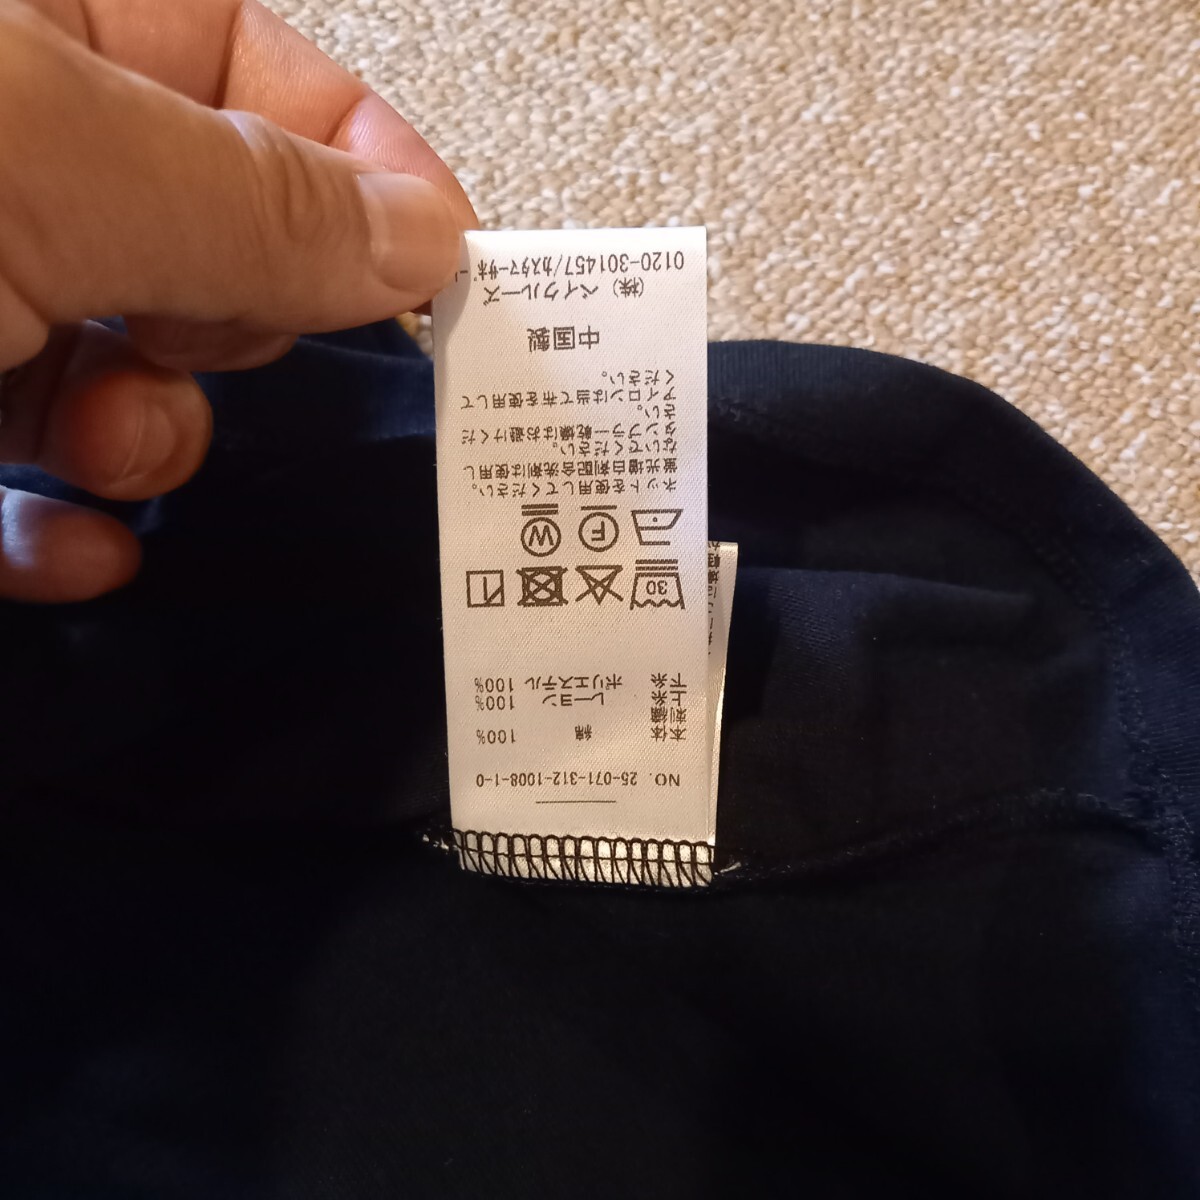 NO. 25-071-312-1008-1-0
本体 綿 100%
刺繍
上糸 レーヨン 100%
下糸 ポリエステル 100%
30
F W
ネットを使用してください。
蛍光増白剤配合洗剤は使用し
ないでください。
タンブラー乾燥はお避けくだ
さい。
アイロンは当て布を使用して
ください。
中国製
(株) ベイクルーズ
0120-301457/カスタマーサポー